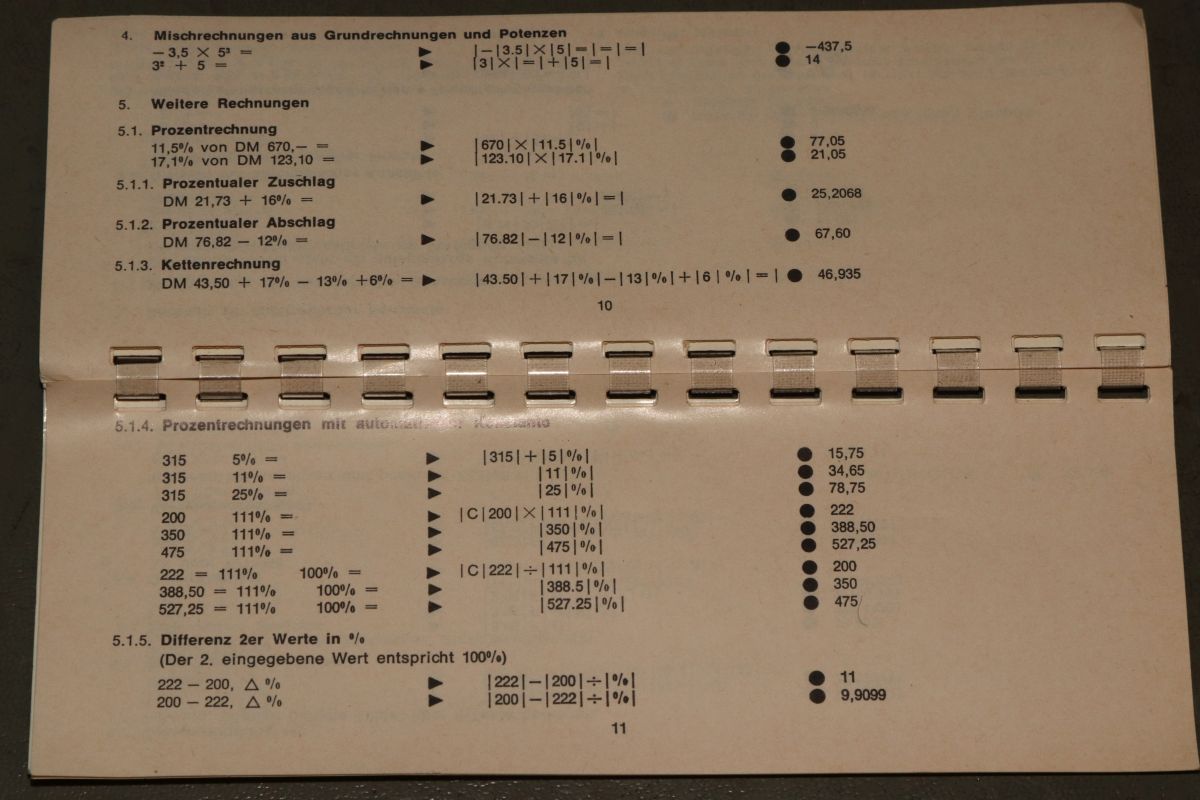 4. Mischrechnungen aus Grundrechnungen und Potenzen
− 3,5 × 5³ = ▶ |−|3.5|×|5|=|=|=| ● −437,5
3² + 5 = ▶ |3|×|=|+|5|=| ● 14
5. Weitere Rechnungen
5.1. Prozentrechnung
11,5% von DM 670,— = ▶ |670|×|11.5|%| ● 77,05
17,1% von DM 123,10 = ▶ |123.10|×|17.1|%| ● 21,05
5.1.1. Prozentualer Zuschlag
DM 21,73 + 16% = ▶ |21.73|+|16|%|=| ● 25,2068
5.1.2. Prozentualer Abschlag
DM 76,82 − 12% = ▶ |76.82|−|12|%|=| ● 67,60
5.1.3. Kettenrechnung
DM 43,50 + 17% − 13% +6% = ▶ |43.50|+|17|%|−|13|%|+|6|%|=| ● 46,935
10
5.1.4. Prozentrechnungen mit automatischer Konstante
315 5% = ▶ |315|+|5|%| ● 15,75
315 11% = ▶ |11|%| ● 34,65
315 25% = ▶ |25|%| ● 78,75
200 111% = ▶ |C|200|×|111|%| ● 222
350 111% = ▶ |350|%| ● 388,50
475 111% = ▶ |475|%| ● 527,25
222 = 111% 100% = ▶ |C|222|÷|111|%| ● 200
388,50 = 111% 100% = ▶ |388.5|%| ● 350
527,25 = 111% 100% = ▶ |527.25|%| ● 475
5.1.5. Differenz 2er Werte in %
(Der 2. eingegebene Wert entspricht 100%)
222 − 200, △ % ▶ |222|−|200|÷|%| ● 11
200 − 222, △ % ▶ |200|−|222|÷|%| ● 9,9099
11